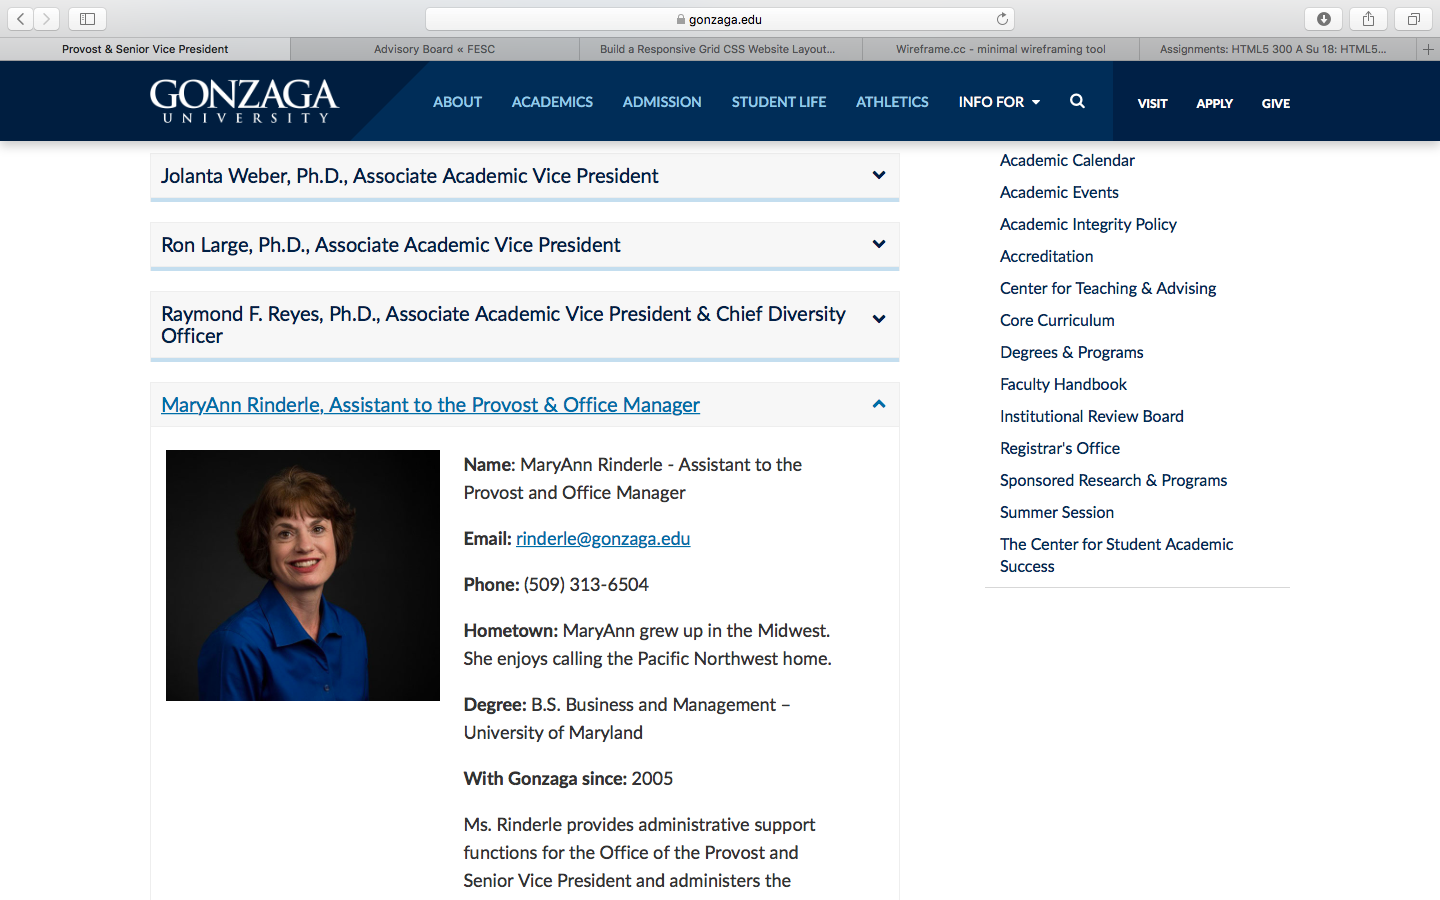 gonzaga.edu
Provost & Senior Vice President
Advisory Board « FESC
Build a Responsive Grid CSS Website Layout...
Wireframe.cc - minimal wireframing tool
Assignments: HTML5 300 A Su 18: HTML5...
GONZAGA
UNIVERSITY
ABOUT
ACADEMICS
ADMISSION
STUDENT LIFE
ATHLETICS
INFO FOR
VISIT
APPLY
GIVE
Jolanta Weber, Ph.D., Associate Academic Vice President
Ron Large, Ph.D., Associate Academic Vice President
Raymond F. Reyes, Ph.D., Associate Academic Vice President & Chief Diversity
Officer
MaryAnn Rinderle, Assistant to the Provost & Office Manager
Name: MaryAnn Rinderle - Assistant to the
Provost and Office Manager
Email: rinderle@gonzaga.edu
Phone: (509) 313-6504
Hometown: MaryAnn grew up in the Midwest.
She enjoys calling the Pacific Northwest home.
Degree: B.S. Business and Management –
University of Maryland
With Gonzaga since: 2005
Ms. Rinderle provides administrative support
functions for the Office of the Provost and
Senior Vice President and administers the
Academic Calendar
Academic Events
Academic Integrity Policy
Accreditation
Center for Teaching & Advising
Core Curriculum
Degrees & Programs
Faculty Handbook
Institutional Review Board
Registrar's Office
Sponsored Research & Programs
Summer Session
The Center for Student Academic
Success